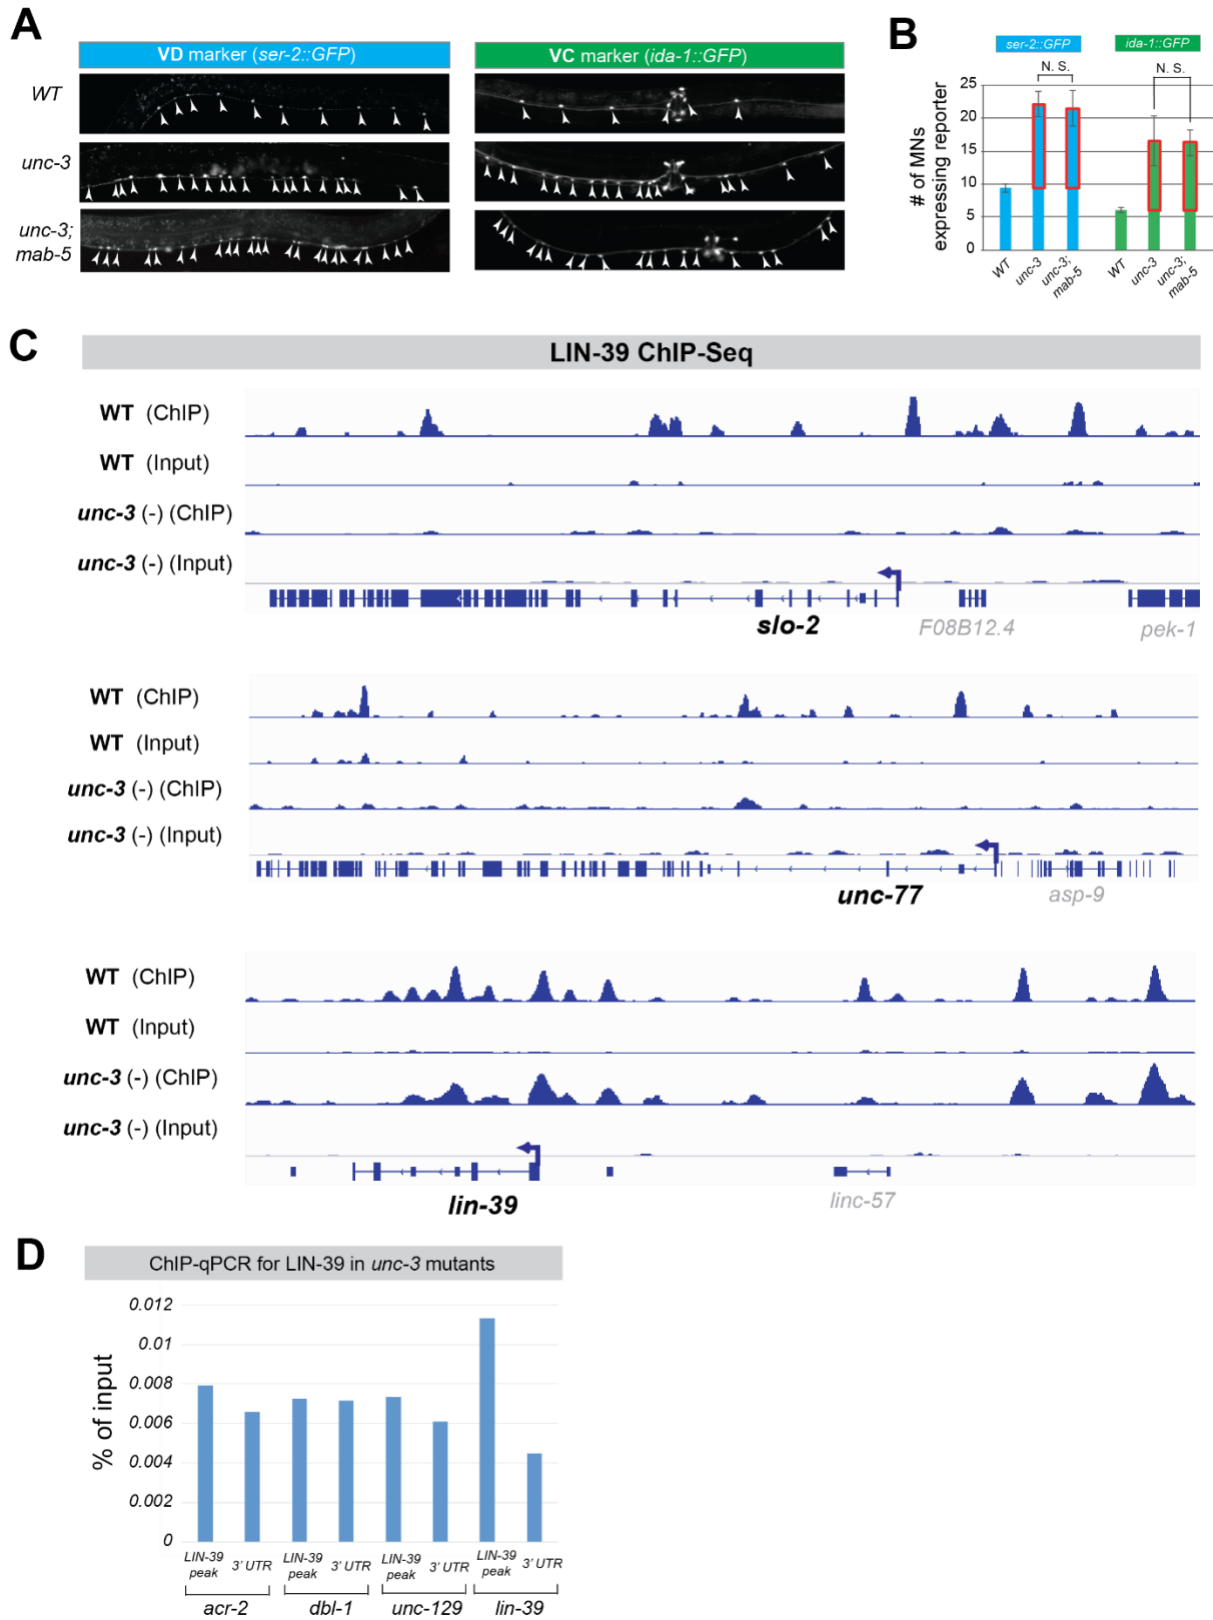 A
VD marker (ser-2::GFP)
VC marker (ida-1::GFP)
WT
unc-3
unc-3;
mab-5
B
ser-2::GFP
ida-1::GFP
N. S.
N. S.
# of MNs
expressing reporter
25
20
15
10
5
0
WT
unc-3
unc-3;
mab-5
WT
unc-3
unc-3;
mab-5
C
LIN-39 ChIP-Seq
WT (ChIP)
WT (Input)
unc-3 (-) (ChIP)
unc-3 (-) (Input)
slo-2
F08B12.4
pek-1
WT (ChIP)
WT (Input)
unc-3 (-) (ChIP)
unc-3 (-) (Input)
unc-77
asp-9
WT (ChIP)
WT (Input)
unc-3 (-) (ChIP)
unc-3 (-) (Input)
lin-39
linc-57
D
ChIP-qPCR for LIN-39 in unc-3 mutants
% of input
0.012
0.01
0.008
0.006
0.004
0.002
0
LIN-39
peak
3' UTR
LIN-39
peak
3' UTR
LIN-39
peak
3' UTR
LIN-39
peak
3' UTR
acr-2
dbl-1
unc-129
lin-39